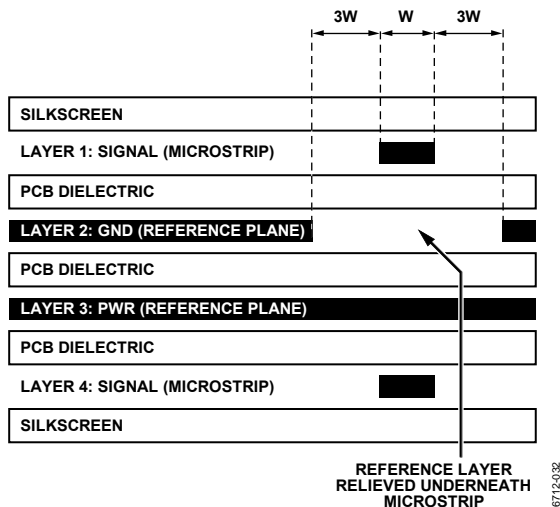 3W W 3W
SILKSCREEN
LAYER 1: SIGNAL (MICROSTRIP)
PCB DIELECTRIC
LAYER 2: GND (REFERENCE PLANE)
PCB DIELECTRIC
LAYER 3: PWR (REFERENCE PLANE)
PCB DIELECTRIC
LAYER 4: SIGNAL (MICROSTRIP)
SILKSCREEN
REFERENCE LAYER
RELIEVED UNDERNEATH
MICROSTRIP
6712-032